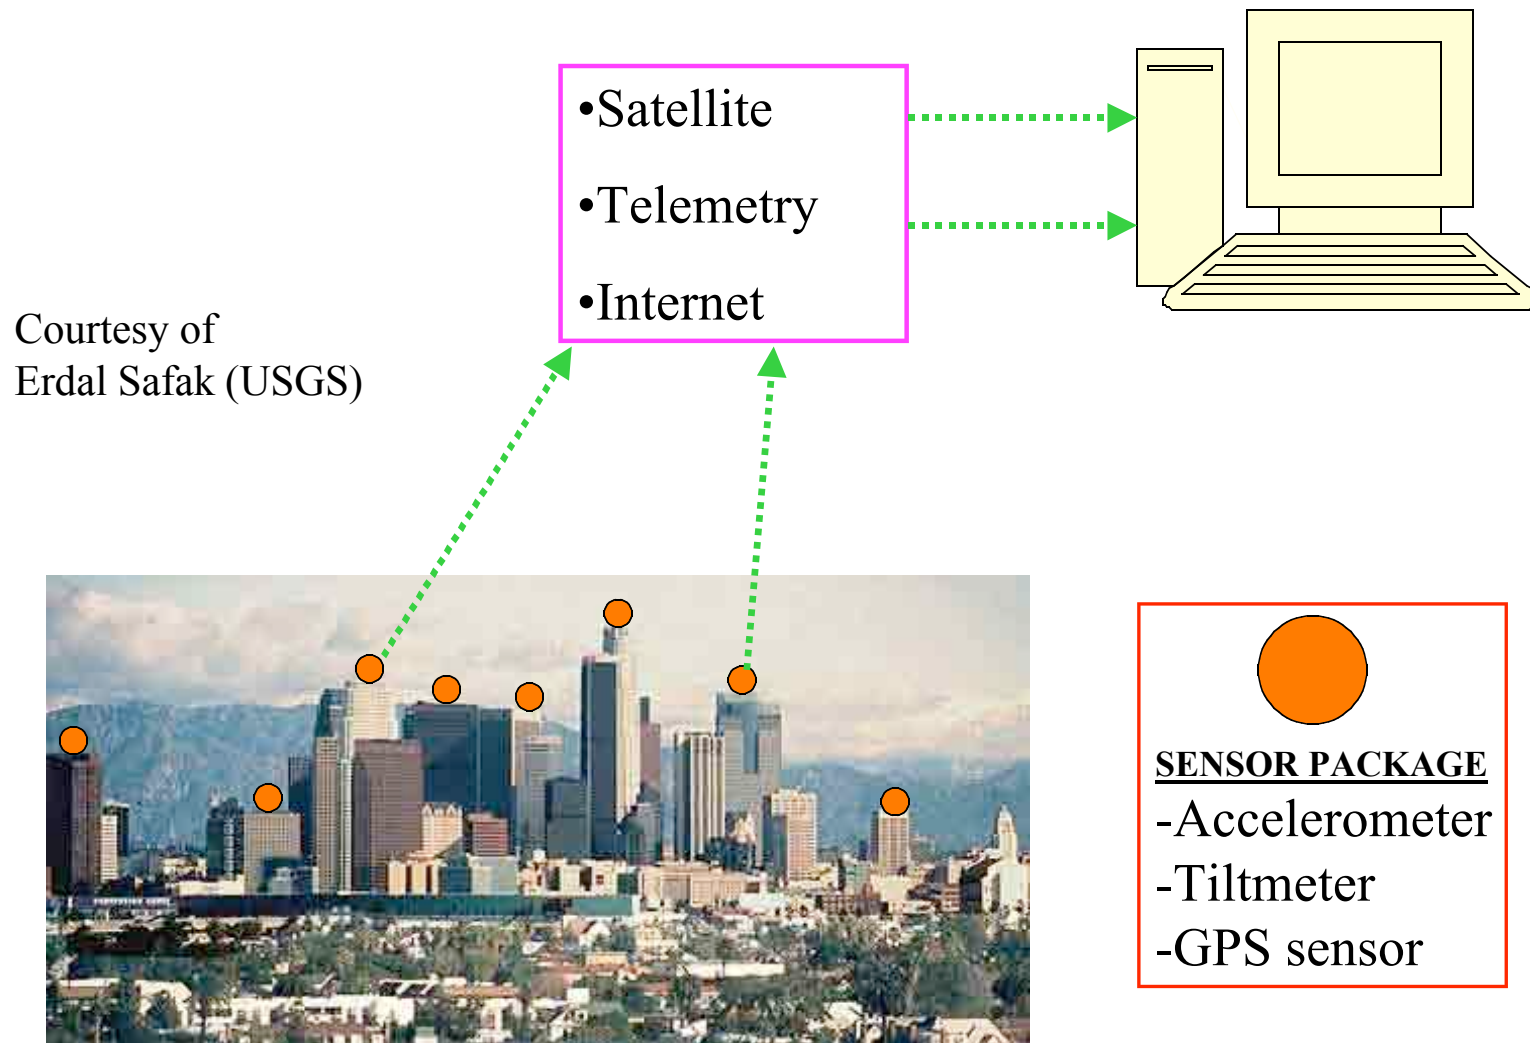 •Satellite
•Telemetry
•Internet
Courtesy of
Erdal Safak (USGS)
SENSOR PACKAGE
-Accelerometer
-Tiltmeter
-GPS sensor